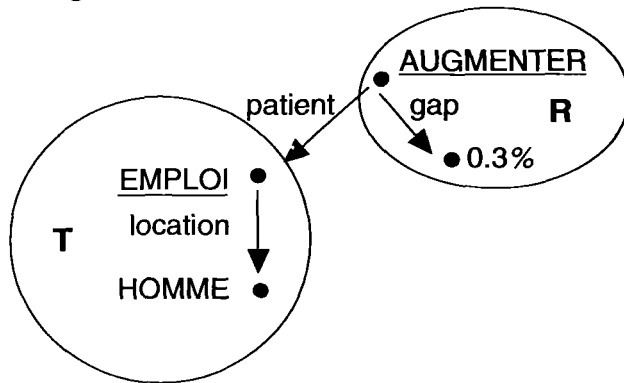 AUGMENTER
patient
gap
R
0.3%
EMPLOI
T
location
HOMME